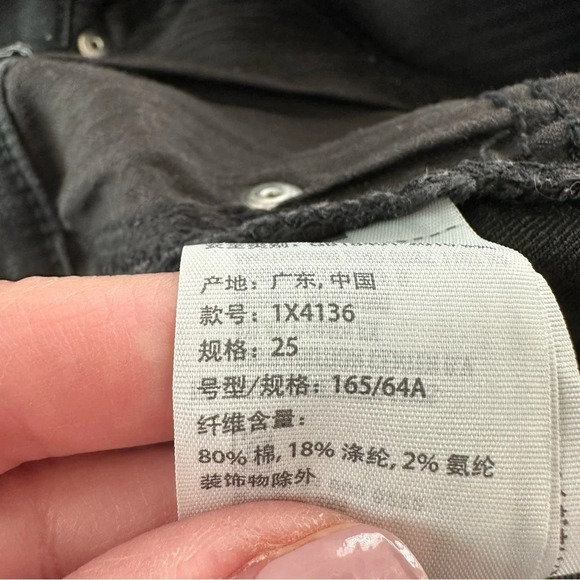 产地：广东, 中国
款号：1X4136
规格：25
号型/规格：165/64A
纤维含量：
80% 棉, 18% 涤纶, 2% 氨纶
装饰物除外